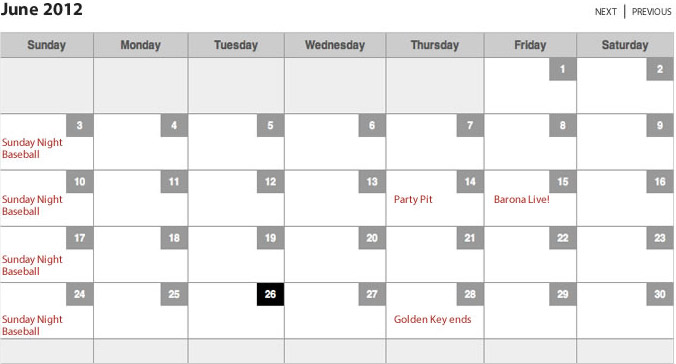 June 2012
NEXT | PREVIOUS
Sunday Monday Tuesday Wednesday Thursday Friday Saturday
1 2
3 4 5 6 7 8 9
Sunday Night
Baseball
10 11 12 13 14 15 16
Sunday Night Party Pit Barona Live!
Baseball
17 18 19 20 21 22 23
Sunday Night
Baseball
24 25 26 27 28 29 30
Sunday Night Golden Key ends
Baseball